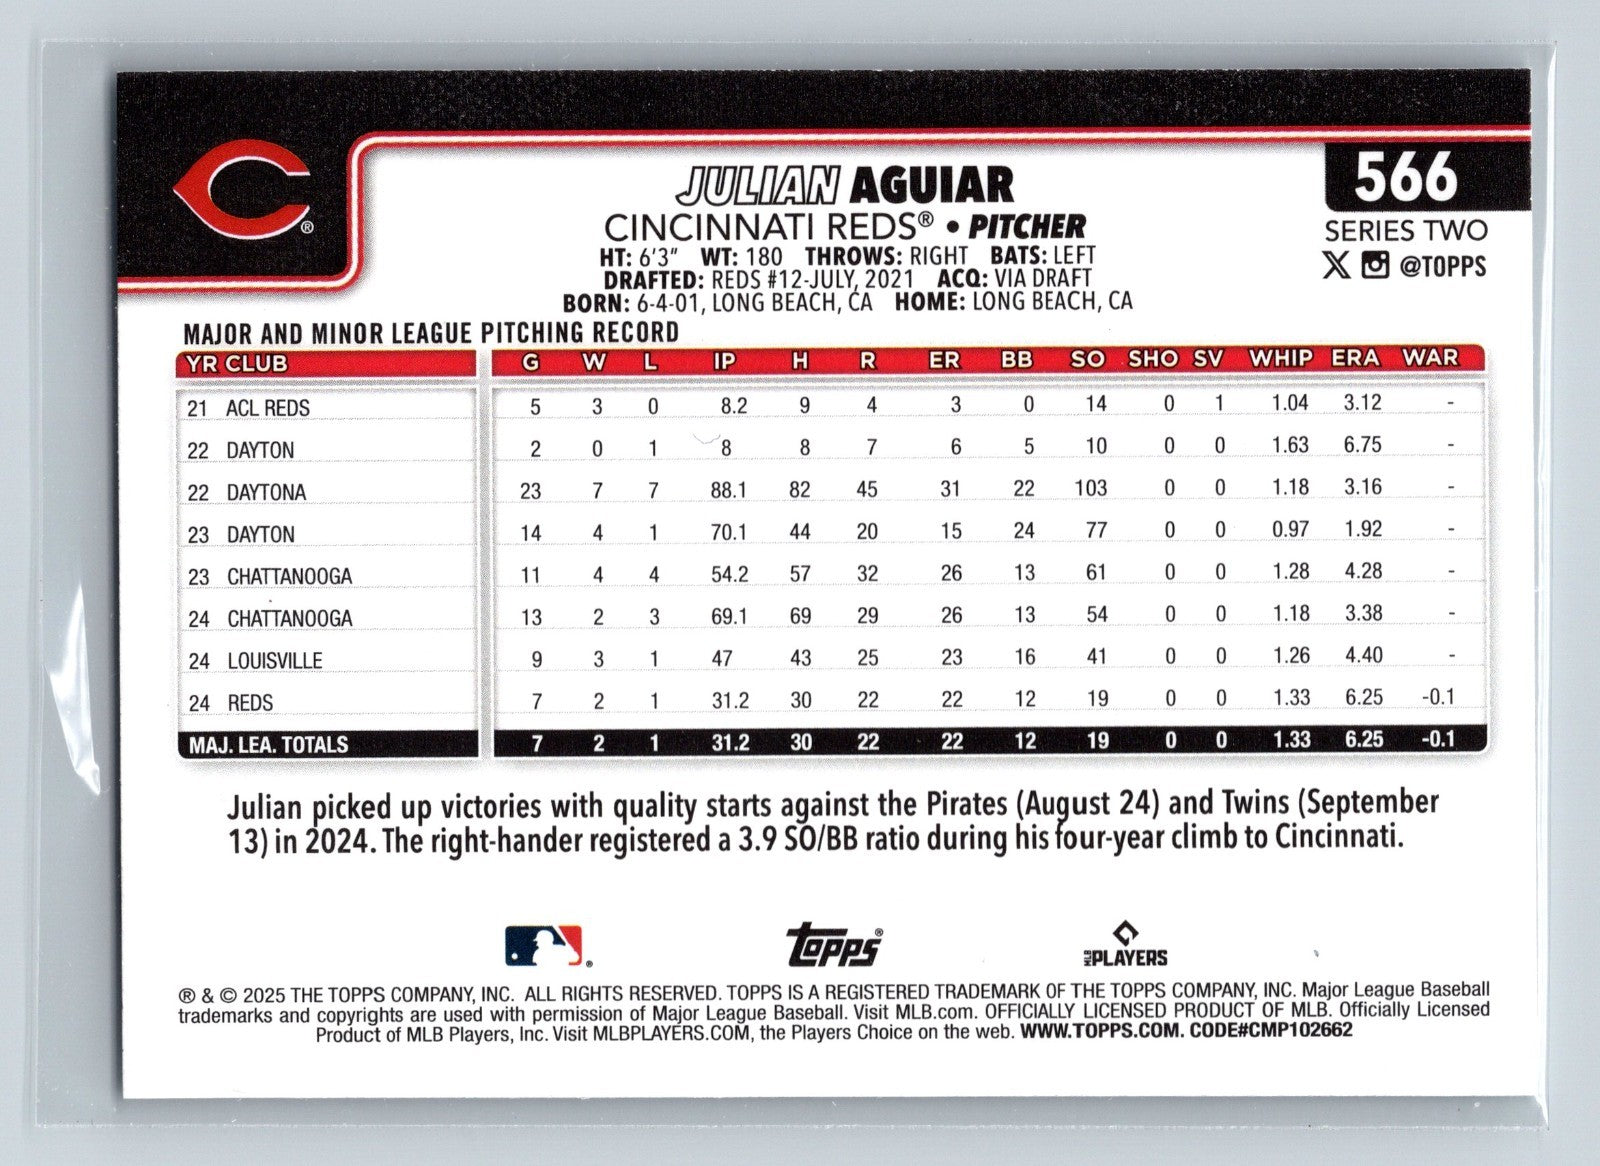 566
JULIAN AGUIAR
CINCINNATI REDS® • PITCHER
SERIES TWO
HT: 6'3" WT: 180 THROWS: RIGHT BATS: LEFT
@TOPPS
DRAFTED: REDS #12-JULY, 2021 ACQ: VIA DRAFT
BORN: 6-4-01, LONG BEACH, CA HOME: LONG BEACH, CA
MAJOR AND MINOR LEAGUE PITCHING RECORD
YR CLUB G W L IP H R ER BB SO SHO SV WHIP ERA WAR
21 ACL REDS 5 3 0 8.2 9 4 3 0 14 0 1 1.04 3.12 -
22 DAYTON 2 0 1 8 8 7 6 5 10 0 0 1.63 6.75 -
22 DAYTONA 23 7 7 88.1 82 45 31 22 103 0 0 1.18 3.16 -
23 DAYTON 14 4 1 70.1 44 20 15 24 77 0 0 0.97 1.92 -
23 CHATTANOOGA 11 4 4 54.2 57 32 26 13 61 0 0 1.28 4.28 -
24 CHATTANOOGA 13 2 3 69.1 69 29 26 13 54 0 0 1.18 3.38 -
24 LOUISVILLE 9 3 1 47 43 25 23 16 41 0 0 1.26 4.40 -
24 REDS 7 2 1 31.2 30 22 22 12 19 0 0 1.33 6.25 -0.1
MAJ. LEA. TOTALS 7 2 1 31.2 30 22 22 12 19 0 0 1.33 6.25 -0.1
Julian picked up victories with quality starts against the Pirates (August 24) and Twins (September
13) in 2024. The right-hander registered a 3.9 SO/BB ratio during his four-year climb to Cincinnati.
Topps®
MLB PLAYERS
® & © 2025 THE TOPPS COMPANY, INC. ALL RIGHTS RESERVED. TOPPS IS A REGISTERED TRADEMARK OF THE TOPPS COMPANY, INC. Major League Baseball
trademarks and copyrights are used with permission of Major League Baseball. Visit MLB.com. OFFICIALLY LICENSED PRODUCT OF MLB. Officially Licensed
Product of MLB Players, Inc. Visit MLBPLAYERS.COM, the Players Choice on the web. WWW.TOPPS.COM. CODE#CMP102662